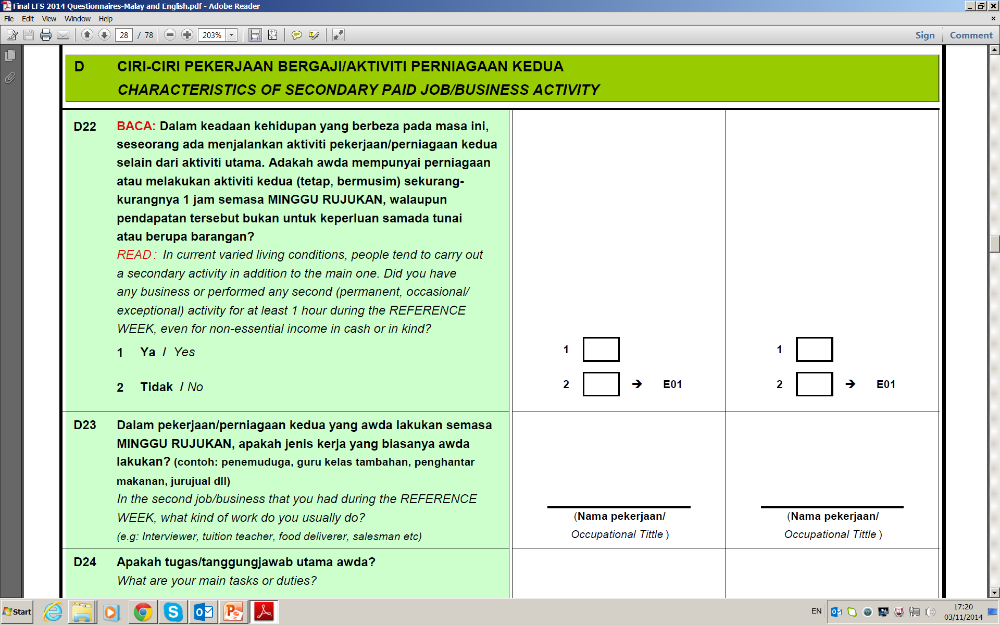 Final LFS 2014 Questionnaires-Malay and English.pdf - Adobe Reader
File Edit View Window Help
28 / 78 203% Sign Comment
D CIRI-CIRI PEKERJAAN BERGAJI/AKTIVITI PERNIAGAAN KEDUA
CHARACTERISTICS OF SECONDARY PAID JOB/BUSINESS ACTIVITY
D22 BACA: Dalam keadaan kehidupan yang berbeza pada masa ini,
seseorang ada menjalankan aktiviti pekerjaan/perniagaan kedua
selain dari aktiviti utama. Adakah awda mempunyai perniagaan
atau melakukan aktiviti kedua (tetap, bermusim) sekurang-
kurangnya 1 jam semasa MINGGU RUJUKAN, walaupun
pendapatan tersebut bukan untuk keperluan samada tunai
atau berupa barangan?
READ : In current varied living conditions, people tend to carry out
a secondary activity in addition to the main one. Did you have
any business or performed any second (permanent, occasional/
exceptional) activity for at least 1 hour during the REFERENCE
WEEK, even for non-essential income in cash or in kind?
1 Ya / Yes 1 1
2 Tidak / No 2 ➔ E01 2 ➔ E01
D23 Dalam pekerjaan/perniagaan kedua yang awda lakukan semasa
MINGGU RUJUKAN, apakah jenis kerja yang biasanya awda
lakukan? (contoh: penemuduga, guru kelas tambahan, penghantar
makanan, jurujual dll)
In the second job/business that you had during the REFERENCE
WEEK, what kind of work do you usually do?
(e.g: Interviewer, tuition teacher, food deliverer, salesman etc)
(Nama pekerjaan/ (Nama pekerjaan/
Occupational Tittle ) Occupational Tittle )
D24 Apakah tugas/tanggungjawab utama awda?
What are your main tasks or duties?
Start EN 17:20
03/11/2014